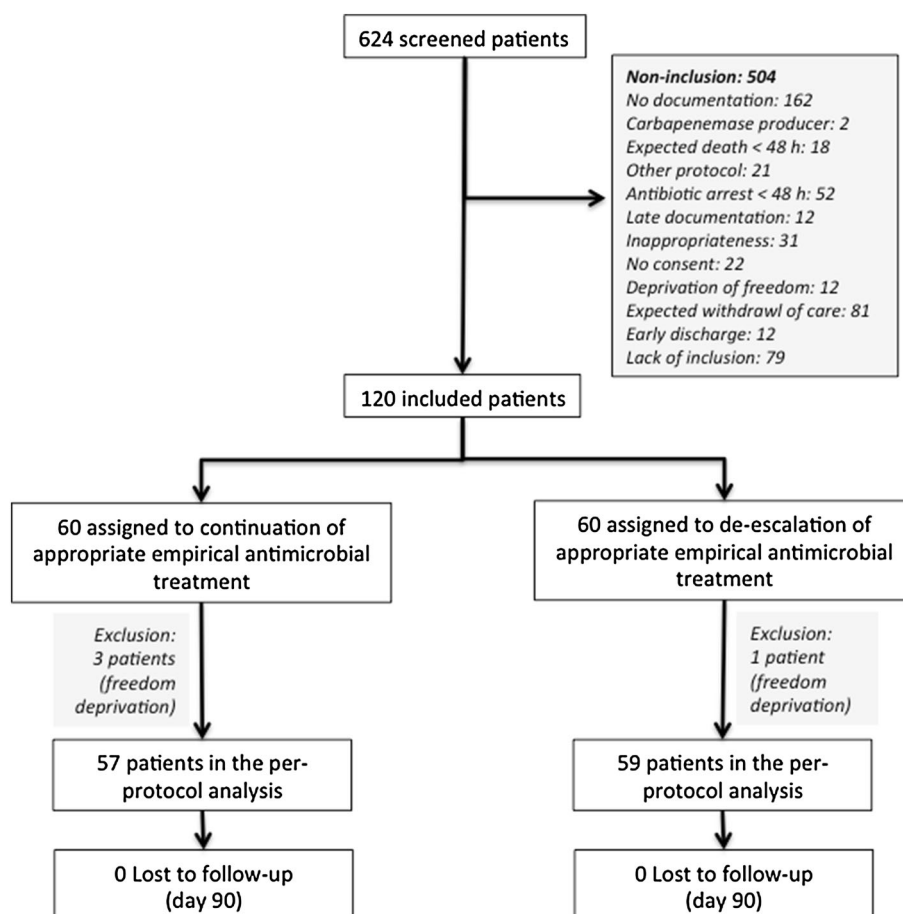 624 screened patients
Non-inclusion: 504
No documentation: 162
Carbapenemase producer: 2
Expected death < 48 h: 18
Other protocol: 21
Antibiotic arrest < 48 h: 52
Late documentation: 12
Inappropriateness: 31
No consent: 22
Deprivation of freedom: 12
Expected withdrawl of care: 81
Early discharge: 12
Lack of inclusion: 79
120 included patients
60 assigned to continuation of
appropriate empirical antimicrobial
treatment
60 assigned to de-escalation of
appropriate empirical antimicrobial
treatment
Exclusion:
3 patients
(freedom
deprivation)
Exclusion:
1 patient
(freedom
deprivation)
57 patients in the per-
protocol analysis
59 patients in the per-
protocol analysis
0 Lost to follow-up
(day 90)
0 Lost to follow-up
(day 90)